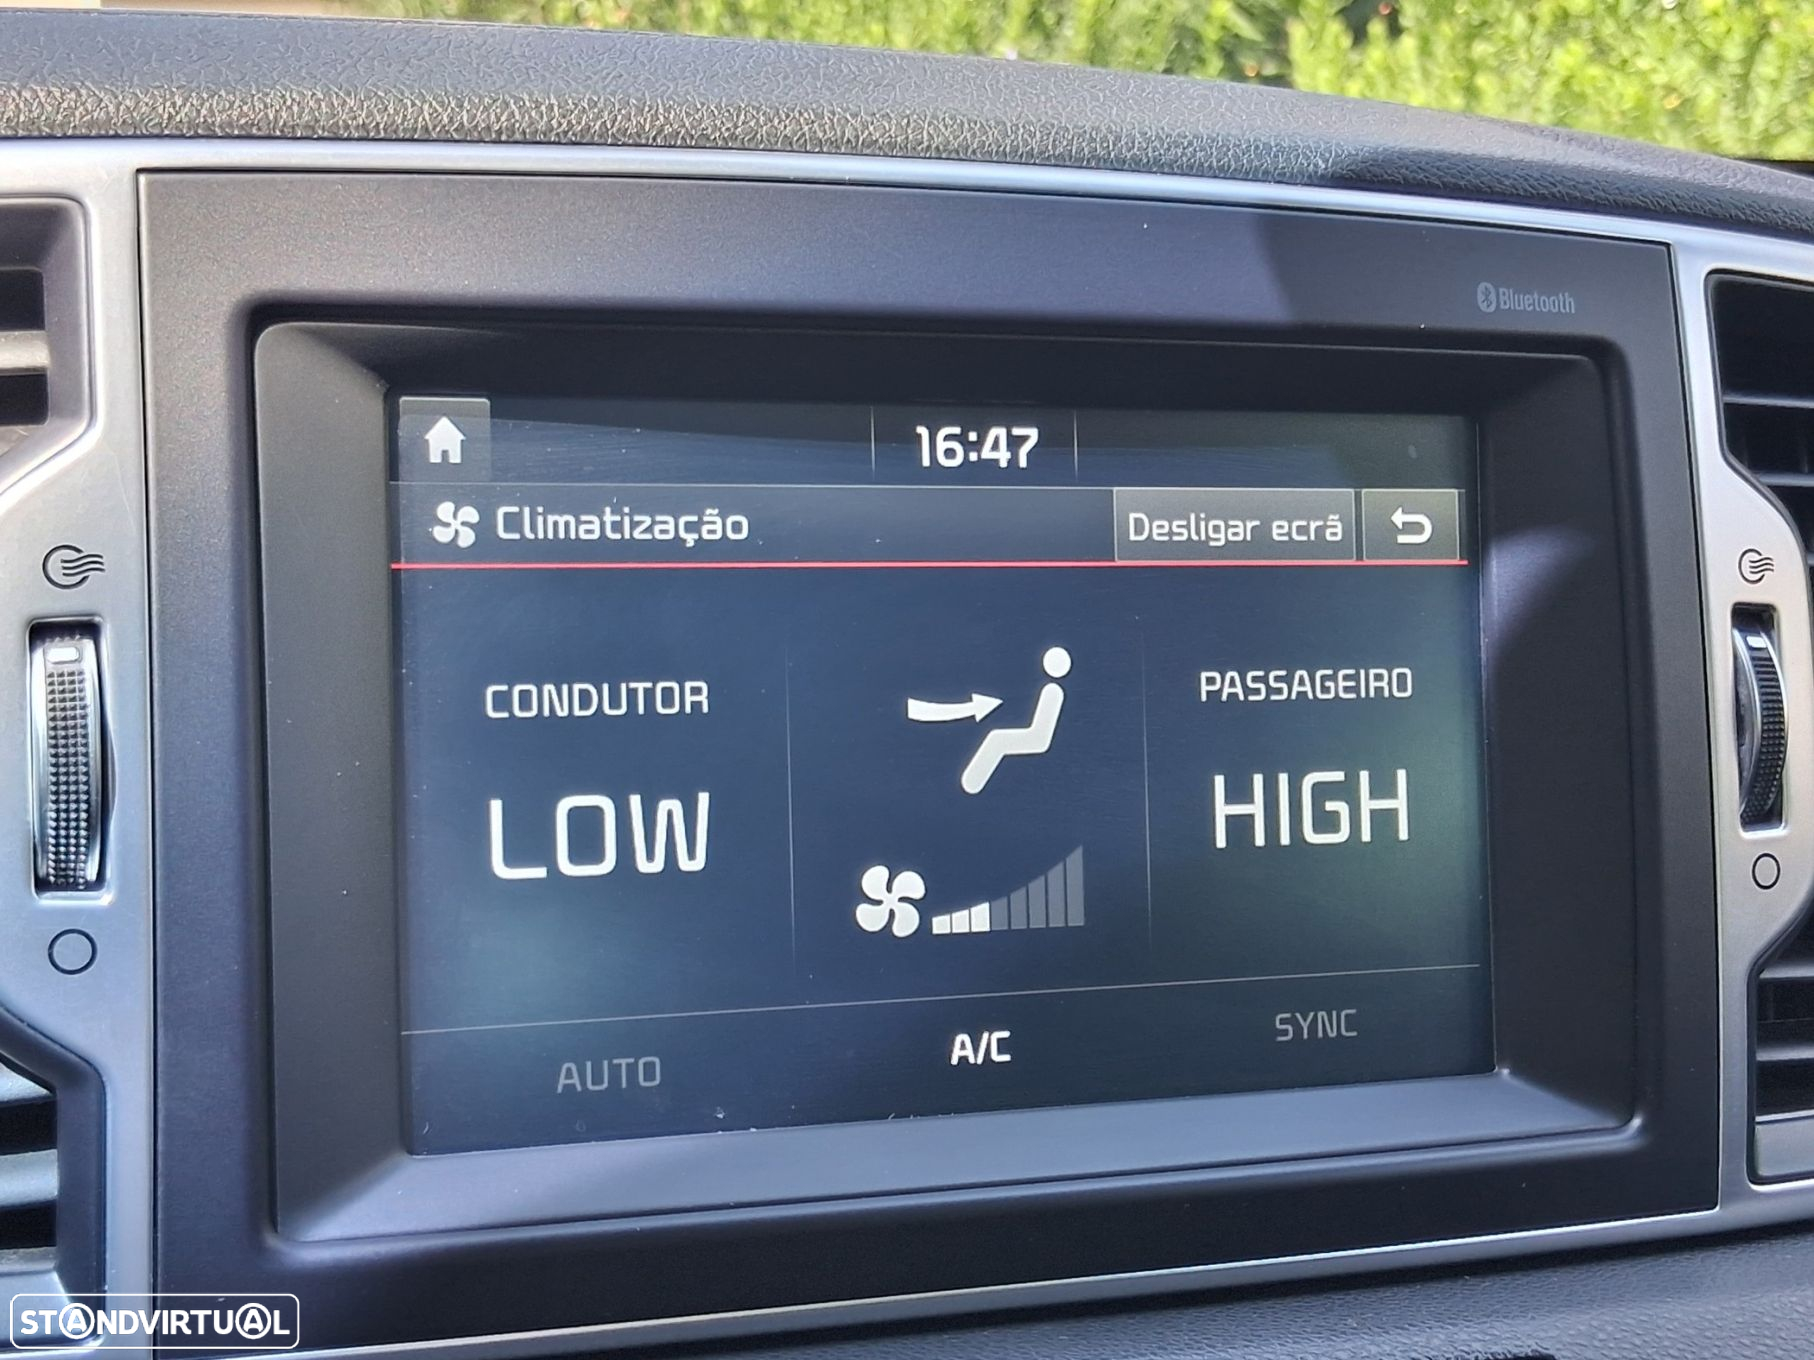 Bluetooth
16:47
Climatização
Desligar ecrã
CONDUTOR
PASSAGEIRO
LOW
HIGH
AUTO
A/C
SYNC
STANDVIRTUAL